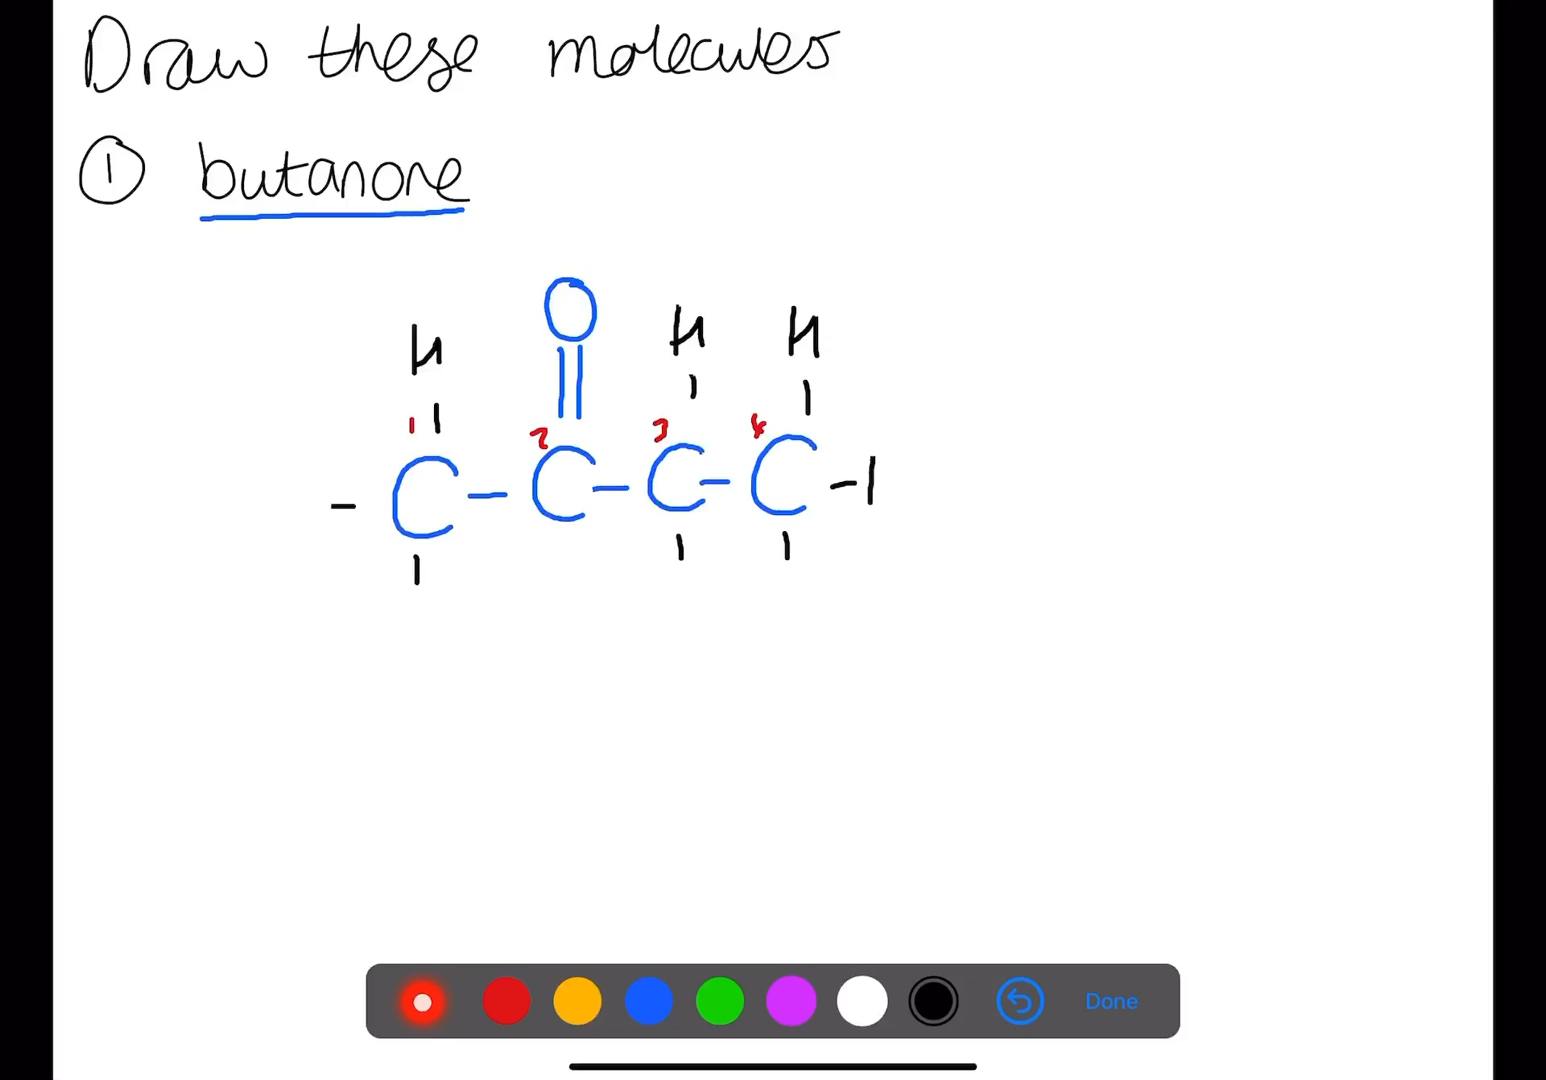 Draw these molecules
① butanone
O
H H H
1 2 3 4
C C C C
Done